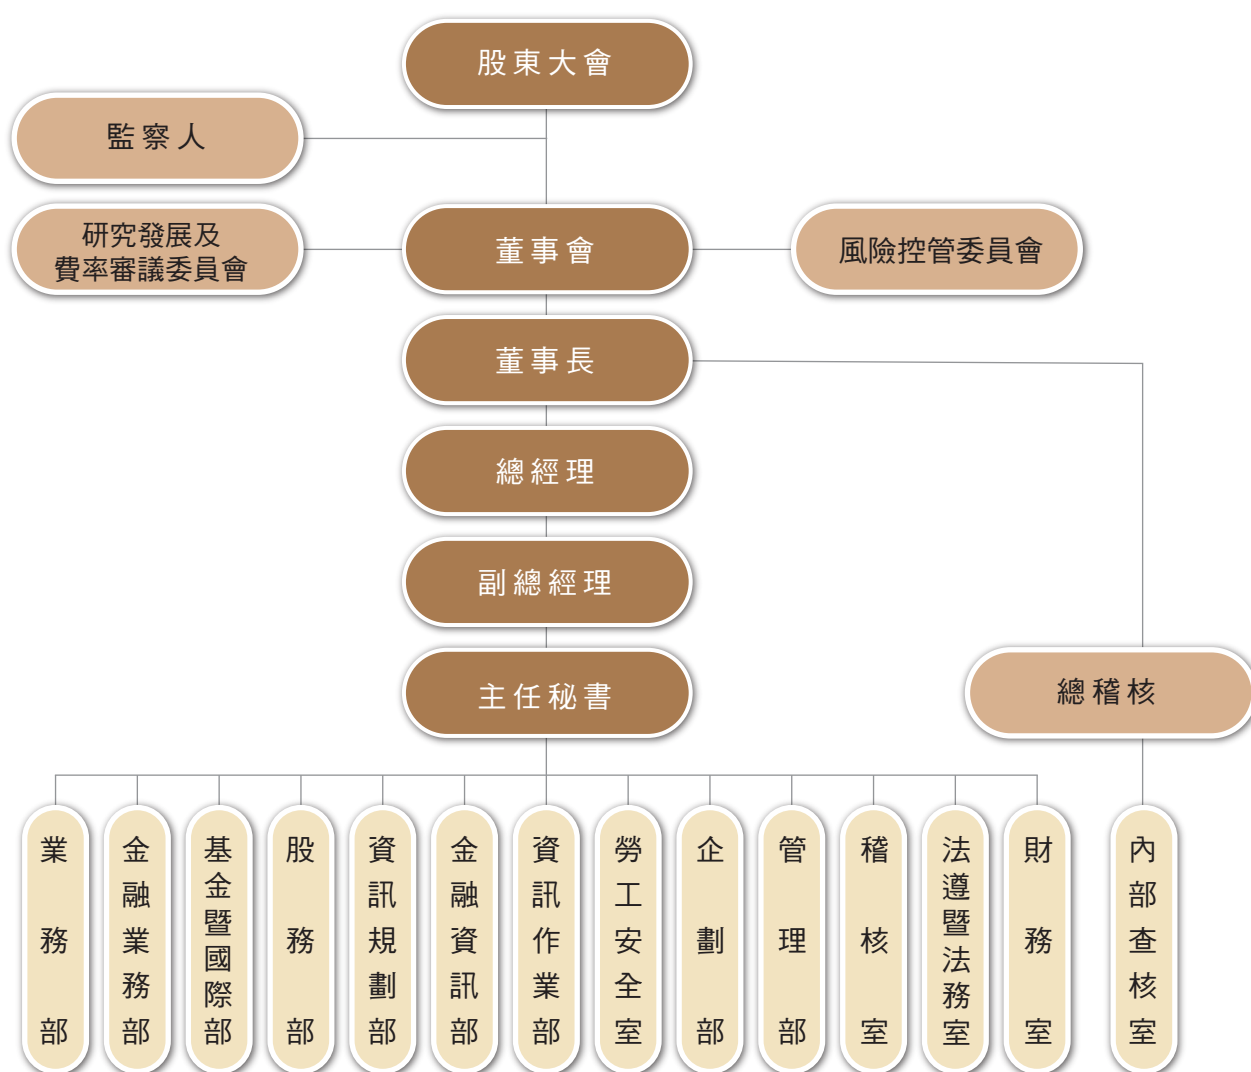 股東大會
監察人
研究發展及
費率審議委員會
董事會
風險控管委員會
董事長
總經理
副總經理
主任秘書
總稽核
業務部
金融業務部
基金暨國際部
股務部
資訊規劃部
金融資訊部
資訊作業部
勞工安全室
企劃部
管理部
稽核室
法遵暨法務室
財務室
內部查核室